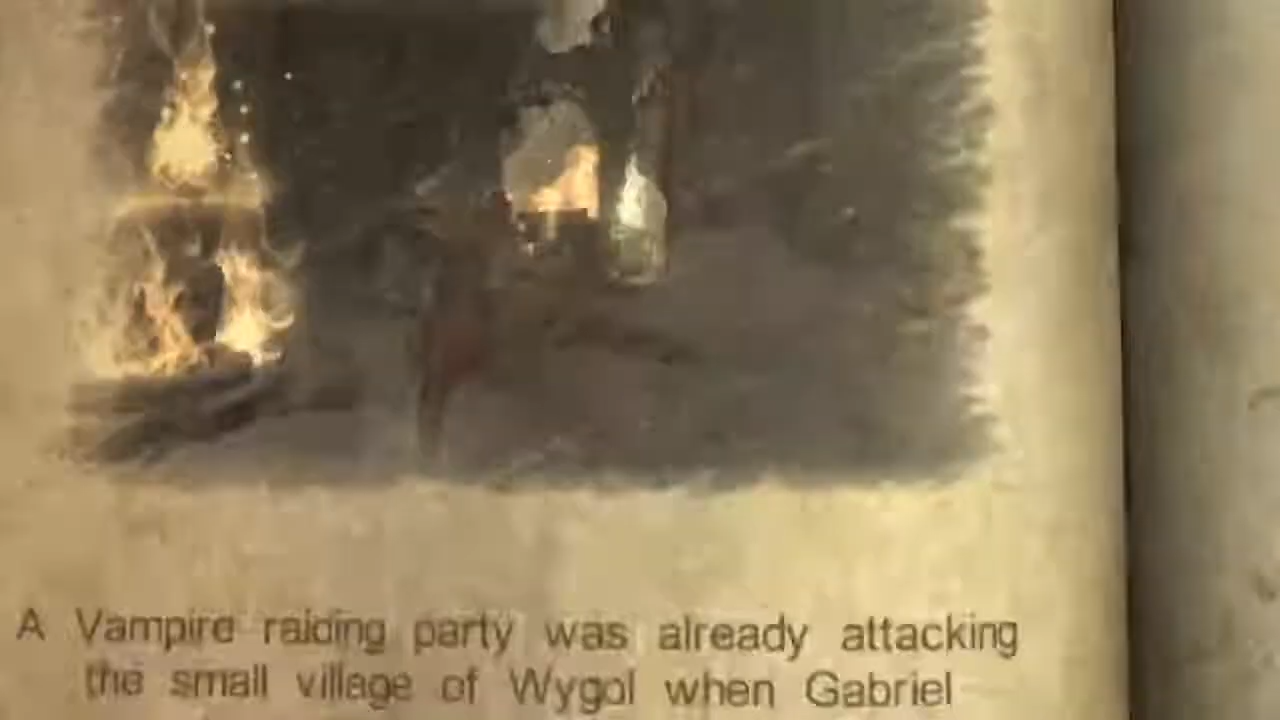 A Vampire raiding party was already attacking
the small village of Wygol when Gabriel